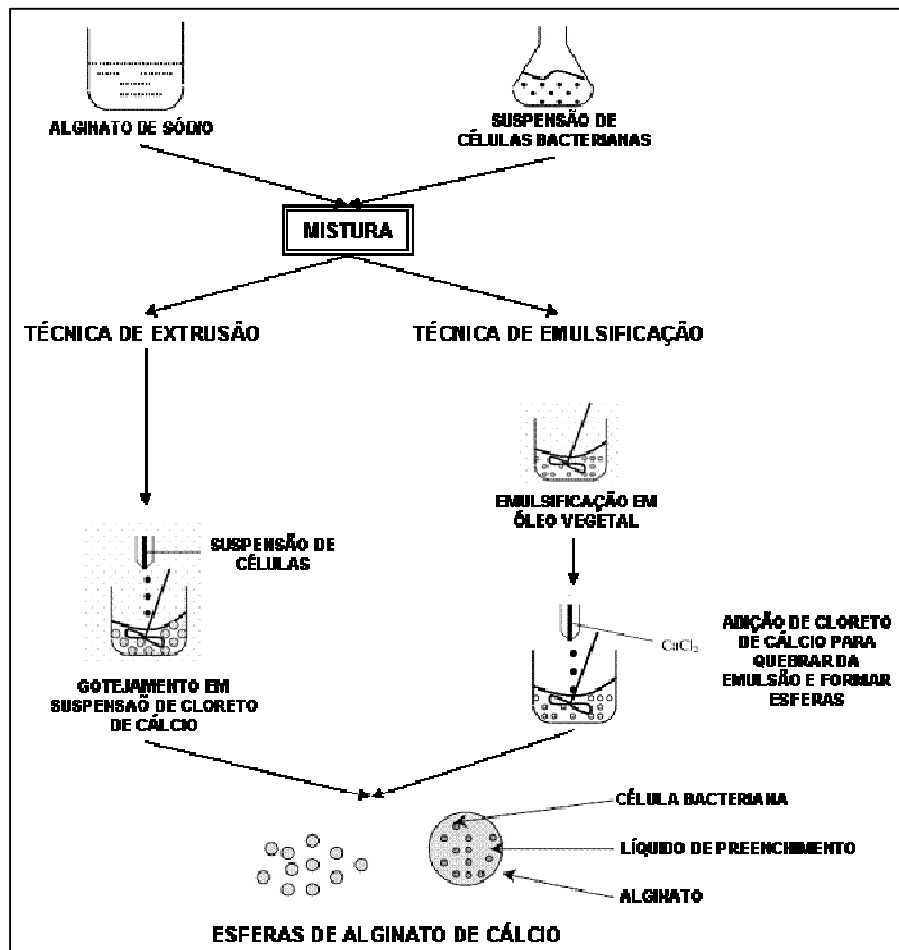 ALGINATO DE SÓDIO
SUSPENSÃO DE
CÉLULAS BACTERIANAS
MISTURA
TÉCNICA DE EXTRUSÃO
TÉCNICA DE EMULSIFICAÇÃO
EMULSIFICAÇÃO EM
ÓLEO VEGETAL
SUSPENSÃO DE
CÉLULAS
GOTEJAMENTO EM
SUSPENSAÕ DE CLORETO
DE CÁLCIO
CaCl₂
ADIÇÃO DE CLORETO
DE CÁLCIO PARA
QUEBRAR DA
EMULSÃO E FORMAR
ESFERAS
CÉLULA BACTERIANA
LÍQUIDO DE PREENCHIMENTO
ALGINATO
ESFERAS DE ALGINATO DE CÁLCIO